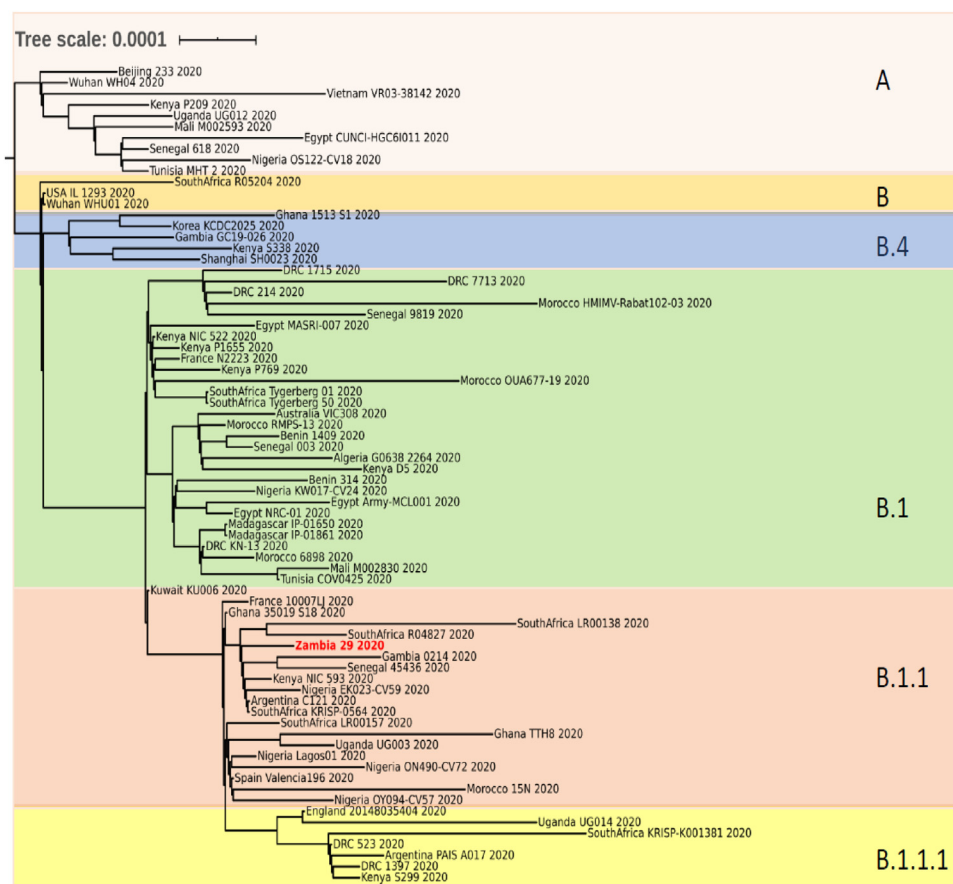 Tree scale: 0.0001
A
Beijing 233 2020
Wuhan WH04 2020
Vietnam VR03-38142 2020
Kenya P209 2020
Uganda UG012 2020
Mali M002593 2020
Egypt CUNCI-HGC6I011 2020
Senegal 618 2020
Nigeria OS122-CV18 2020
Tunisia MHT 2 2020
B
SouthAfrica R05204 2020
USA IL 1293 2020
Wuhan WHU01 2020
B.4
Ghana 1513 S1 2020
Korea KCDC2025 2020
Gambia GC19-026 2020
Kenya S338 2020
Shanghai SH0023 2020
B.1
DRC 1715 2020
DRC 7713 2020
DRC 214 2020
Morocco HMIMV-Rabat102-03 2020
Senegal 9819 2020
Egypt MASRI-007 2020
Kenya NIC 522 2020
Kenya P1655 2020
France N2223 2020
Kenya P769 2020
Morocco OUA677-19 2020
SouthAfrica Tygerberg 01 2020
SouthAfrica Tygerberg 50 2020
Australia VIC308 2020
Morocco RMPS-13 2020
Benin 1409 2020
Senegal 003 2020
Algeria G0638 2264 2020
Kenya D5 2020
Benin 314 2020
Nigeria KW017-CV24 2020
Egypt Army-MCL001 2020
Egypt NRC-01 2020
Madagascar IP-01650 2020
Madagascar IP-01861 2020
DRC KN-13 2020
Morocco 6898 2020
Mali M002830 2020
Tunisia COV0425 2020
B.1.1
Kuwait KU006 2020
France 10007LJ 2020
Ghana 35019 S18 2020
SouthAfrica LR00138 2020
SouthAfrica R04827 2020
Zambia 29 2020
Gambia 0214 2020
Senegal 45436 2020
Kenya NIC 593 2020
Nigeria EK023-CV59 2020
Argentina C121 2020
SouthAfrica KRISP-0564 2020
SouthAfrica LR00157 2020
Ghana TTH8 2020
Uganda UG003 2020
Nigeria Lagos01 2020
Nigeria ON490-CV72 2020
Spain Valencia196 2020
Morocco 15N 2020
Nigeria OY094-CV57 2020
B.1.1.1
England 20148035404 2020
Uganda UG014 2020
SouthAfrica KRISP-K001381 2020
DRC 523 2020
Argentina PAIS A017 2020
DRC 1397 2020
Kenya S299 2020